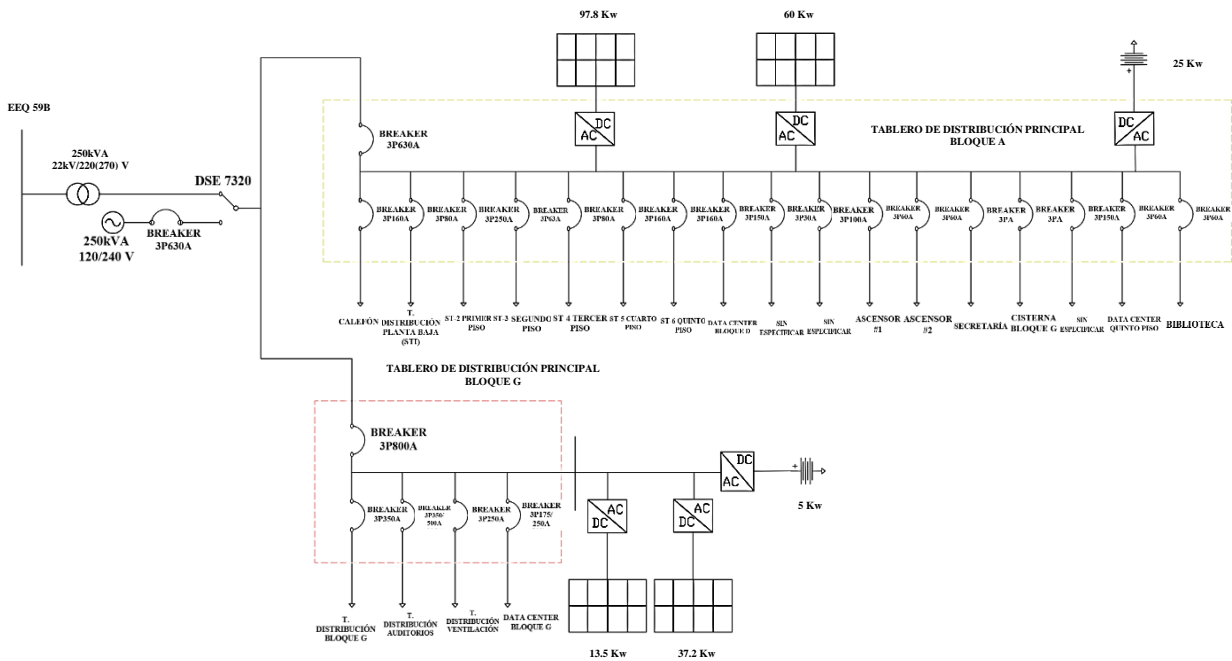 97.8 Kw
60 Kw
25 Kw
EEQ 59B
250kVA
22kV/220(270) V
DSE 7320
250kVA
120/240 V
BREAKER
3P630A
BREAKER
3P630A
DC
AC
DC
AC
DC
AC
TABLERO DE DISTRIBUCIÓN PRINCIPAL
BLOQUE A
BREAKER
3P160A
BREAKER
3P80A
BREAKER
3P250A
BREAKER
3P63A
BREAKER
3P80A
BREAKER
3P160A
BREAKER
3P160A
BREAKER
3P150A
BREAKER
3P30A
BREAKER
3P100A
BREAKER
3P60A
BREAKER
3P60A
BREAKER
3PA
BREAKER
3PA
BREAKER
3P150A
BREAKER
3P60A
BREAKER
3P60A
CALEFÓN
T.
DISTRIBUCIÓN
PLANTA BAJA
(ST1)
ST-2 PRIMER
PISO
ST-3 SEGUNDO
PISO
ST 4 TERCER
PISO
ST 5 CUARTO
PISO
ST 6 QUINTO
PISO
DATA CENTER
BLOQUE D
SIN
ESPECIFICAR
SIN
ESPECIFICAR
ASCENSOR
#1
ASCENSOR
#2
SECRETARÍA
CISTERNA
BLOQUE G
SIN
ESPECIFICAR
DATA CENTER
QUINTO PISO
BIBLIOTECA
TABLERO DE DISTRIBUCIÓN PRINCIPAL
BLOQUE G
BREAKER
3P800A
BREAKER
3P350A
BREAKER
3P350/
500A
BREAKER
3P250A
BREAKER
3P175/
250A
DC
AC
5 Kw
AC
DC
AC
DC
T.
DISTRIBUCIÓN
BLOQUE G
T.
DISTRIBUCIÓN
AUDITORIOS
T.
DISTRIBUCIÓN
VENTILACIÓN
DATA CENTER
BLOQUE G
13.5 Kw
37.2 Kw